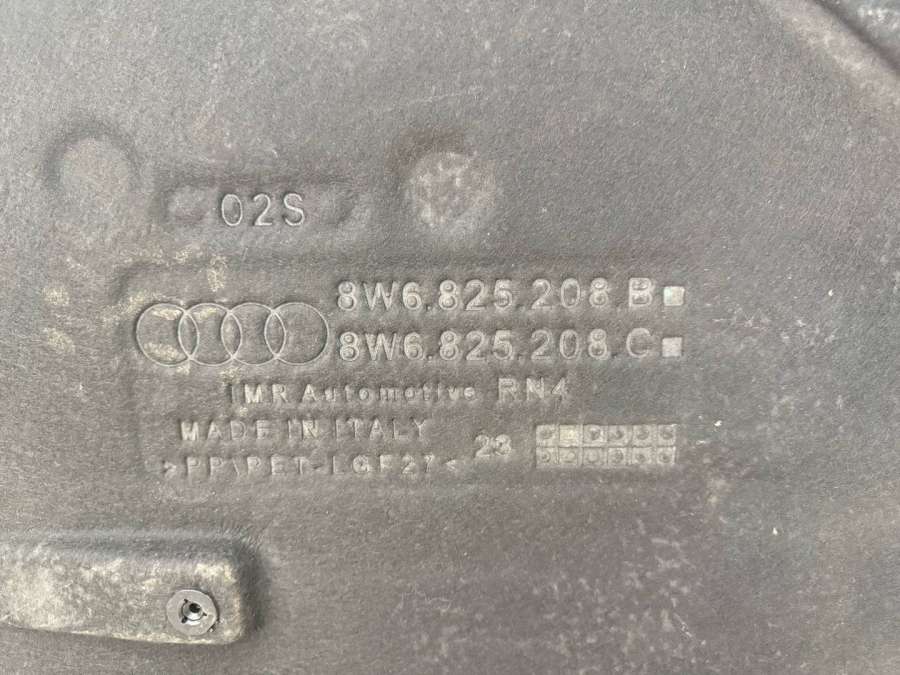 02S
8W6.825.208.B
8W6.825.208.C
IMR Automotive RN4
MADE IN ITALY
>PP\PET-LGF27<
23